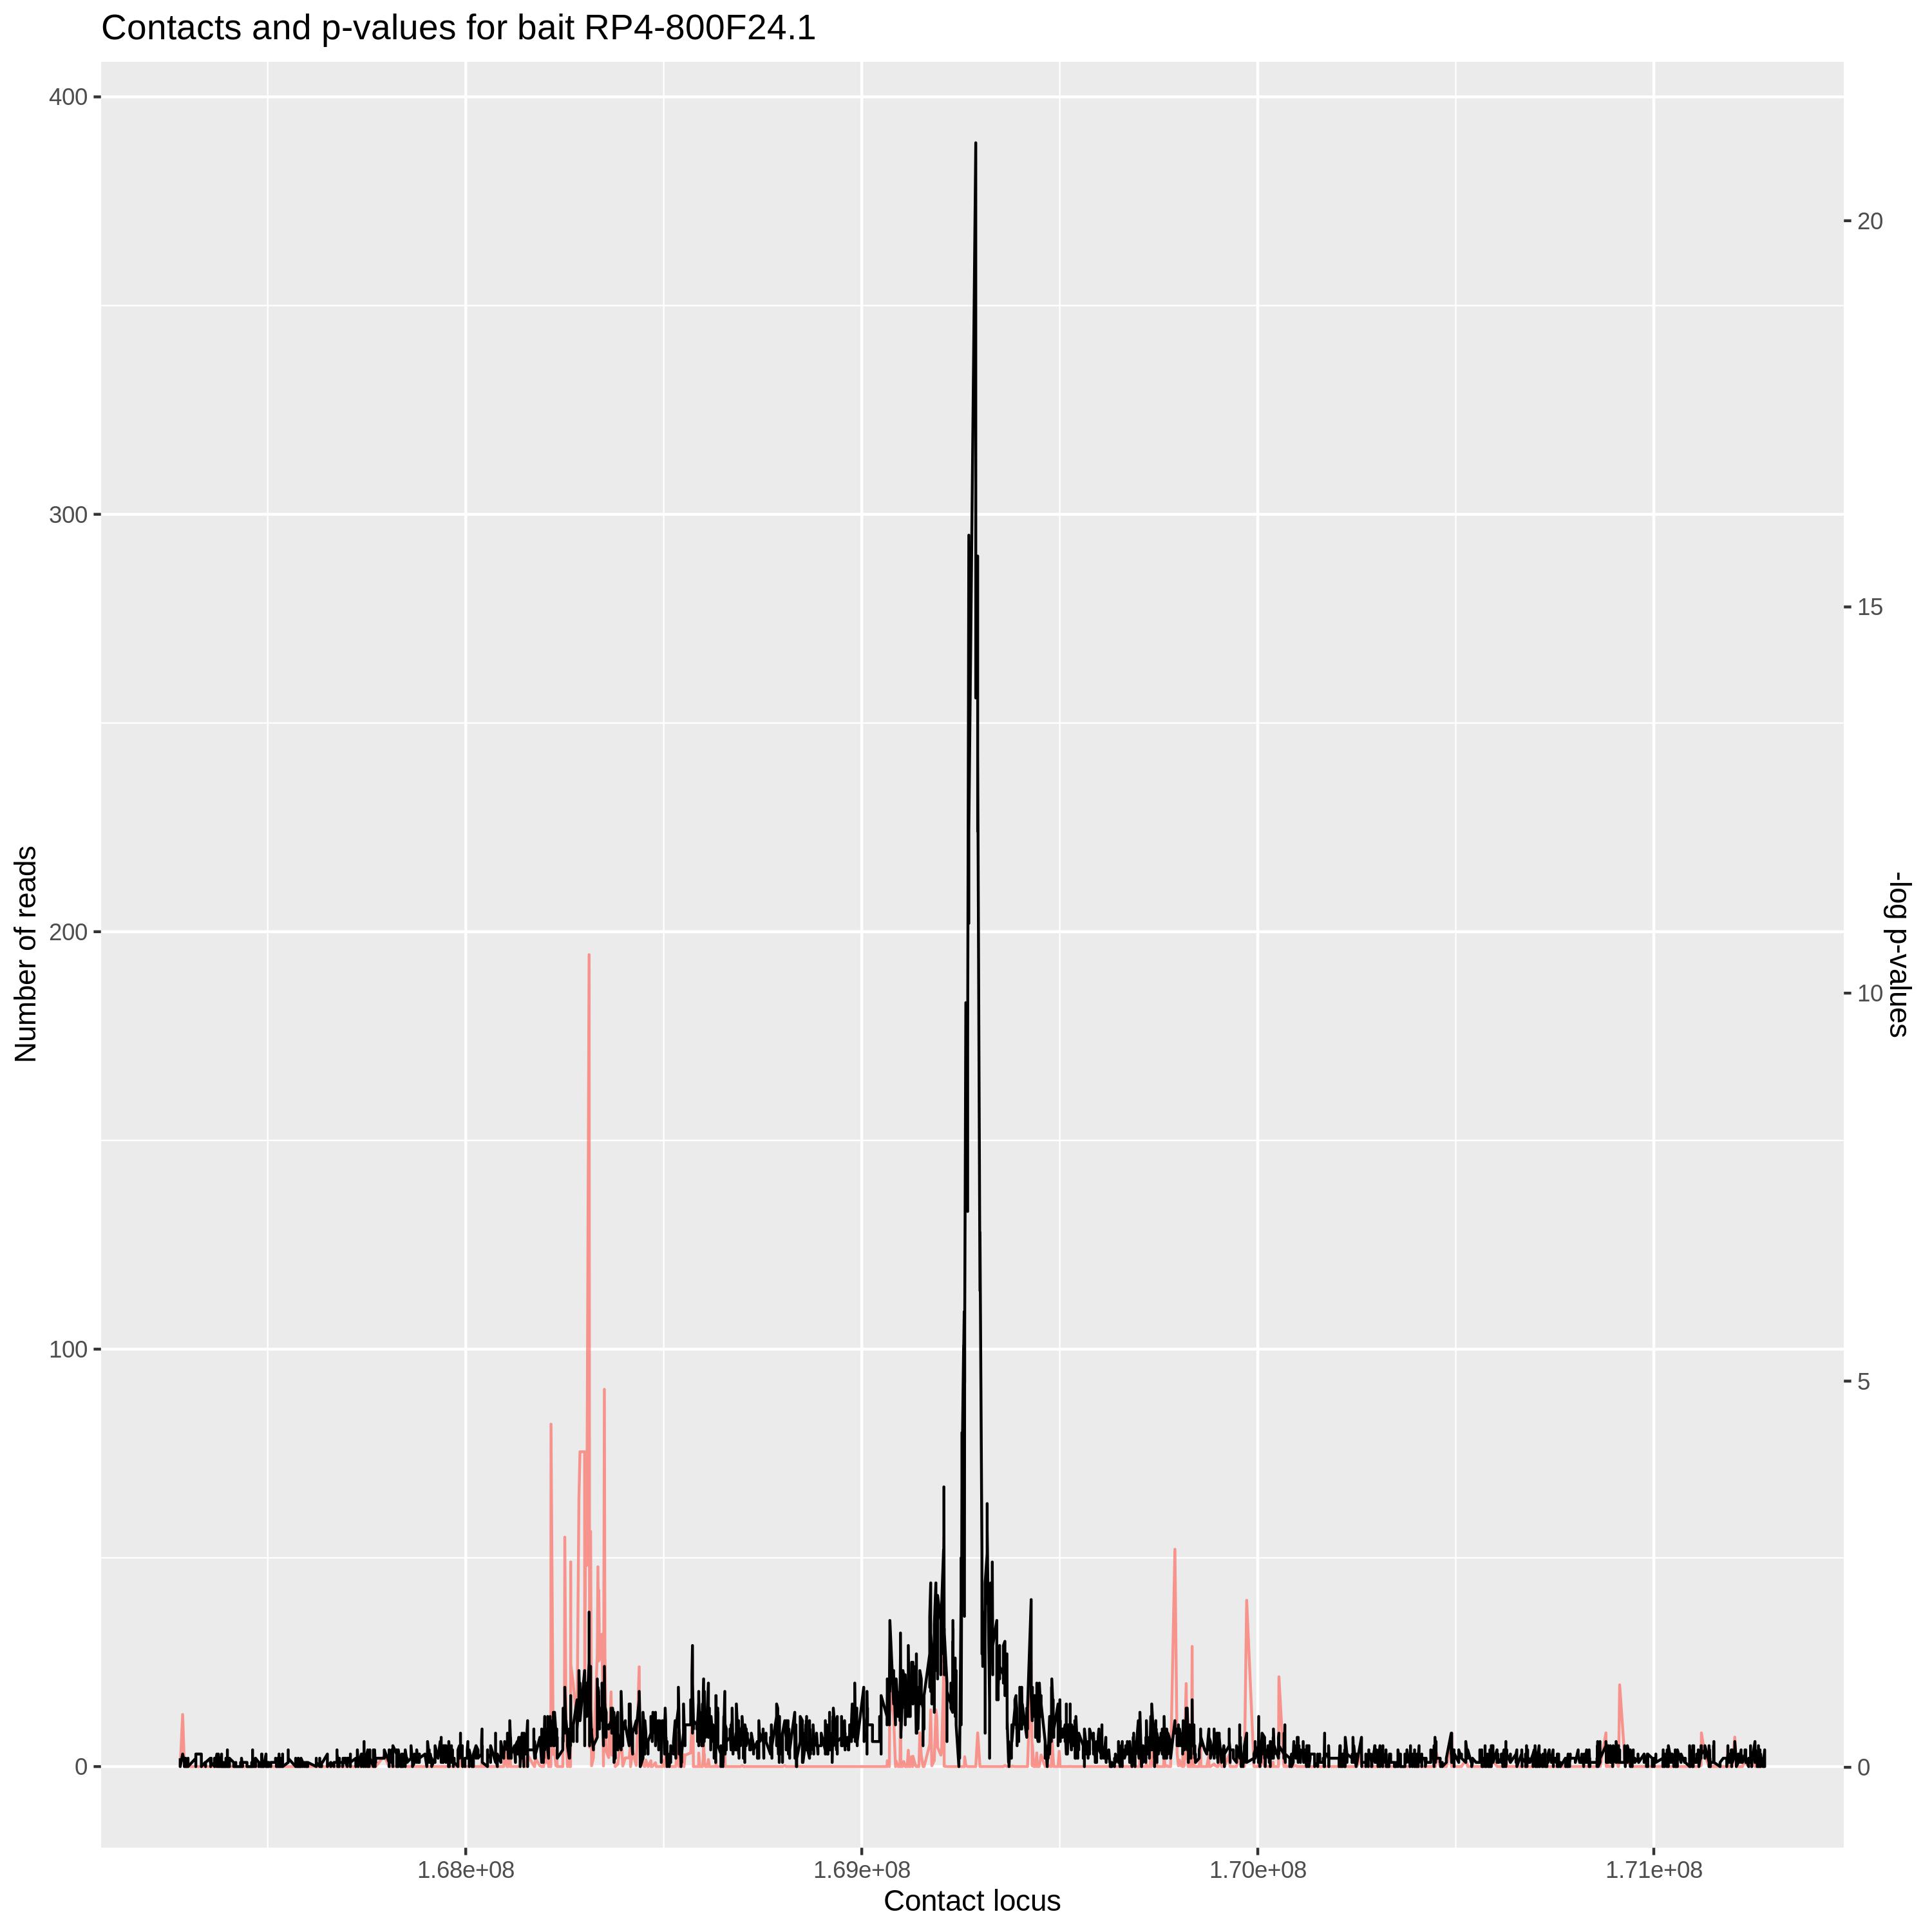 Contacts and p-values for bait RP4-800F24.1
400
300
200
100
0
Number of reads
20
15
10
5
0
-log p-values
1.68e+08 1.69e+08 1.70e+08 1.71e+08
Contact locus